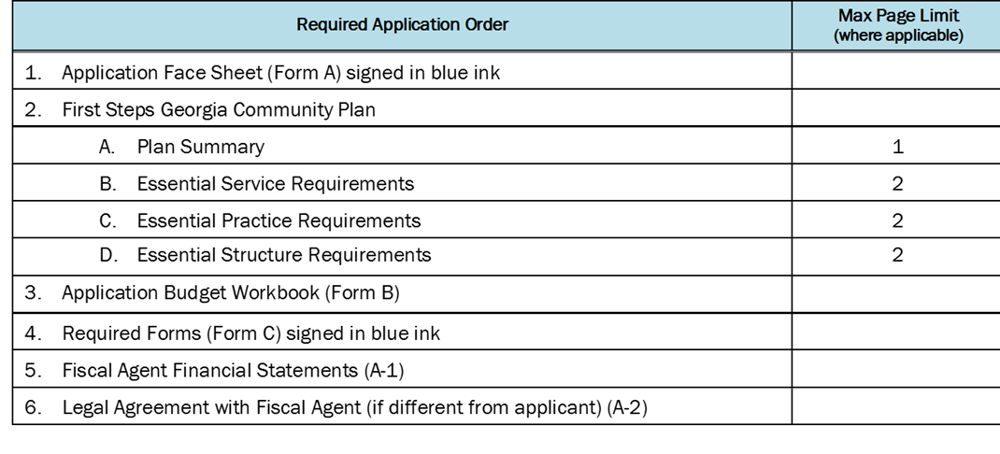 Required Application Order
Max Page Limit
(where applicable)
1. Application Face Sheet (Form A) signed in blue ink
2. First Steps Georgia Community Plan
A. Plan Summary 1
B. Essential Service Requirements 2
C. Essential Practice Requirements 2
D. Essential Structure Requirements 2
3. Application Budget Workbook (Form B)
4. Required Forms (Form C) signed in blue ink
5. Fiscal Agent Financial Statements (A-1)
6. Legal Agreement with Fiscal Agent (if different from applicant) (A-2)